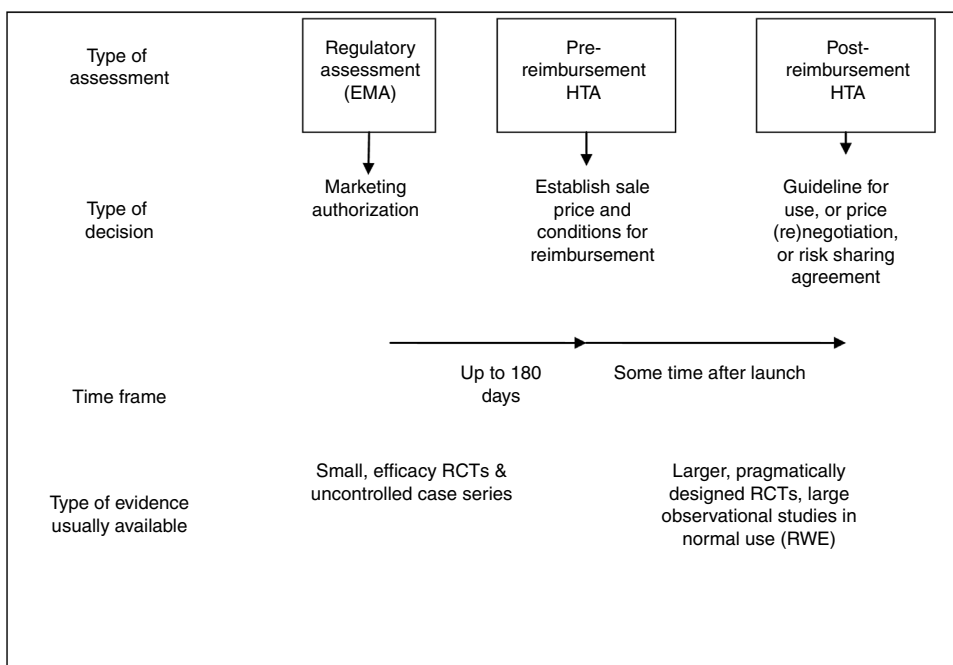 Type of
assessment
Regulatory
assessment
(EMA)
Pre-
reimbursement
HTA
Post-
reimbursement
HTA
Type of
decision
Marketing
authorization
Establish sale
price and
conditions for
reimbursement
Guideline for
use, or price
(re)negotiation,
or risk sharing
agreement
Time frame
Up to 180
days
Some time after launch
Type of evidence
usually available
Small, efficacy RCTs &
uncontrolled case series
Larger, pragmatically
designed RCTs, large
observational studies in
normal use (RWE)